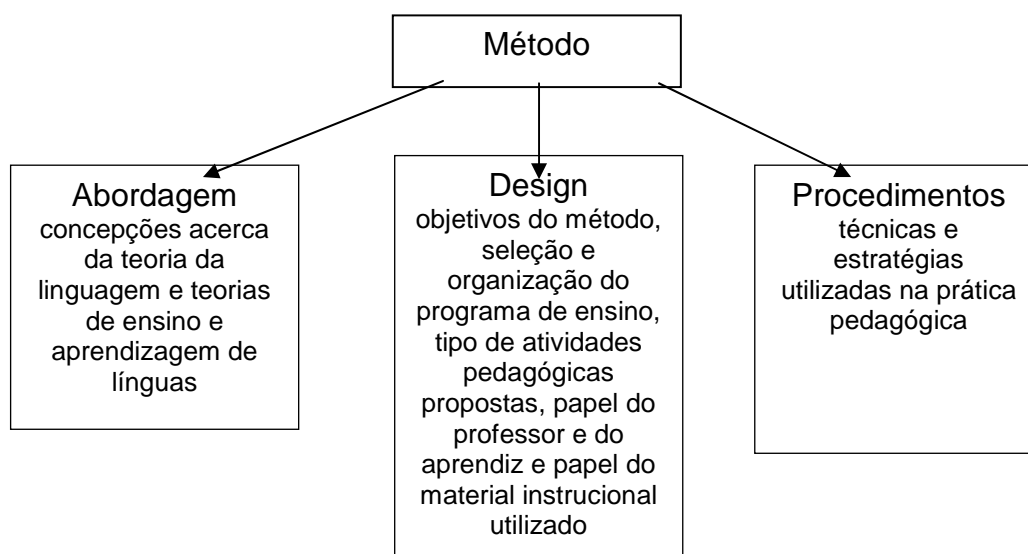 Método
Abordagem
concepções acerca
da teoria da
linguagem e teorias
de ensino e
aprendizagem de
línguas
Design
objetivos do método,
seleção e
organização do
programa de ensino,
tipo de atividades
pedagógicas
propostas, papel do
professor e do
aprendiz e papel do
material instrucional
utilizado
Procedimentos
técnicas e
estratégias
utilizadas na prática
pedagógica